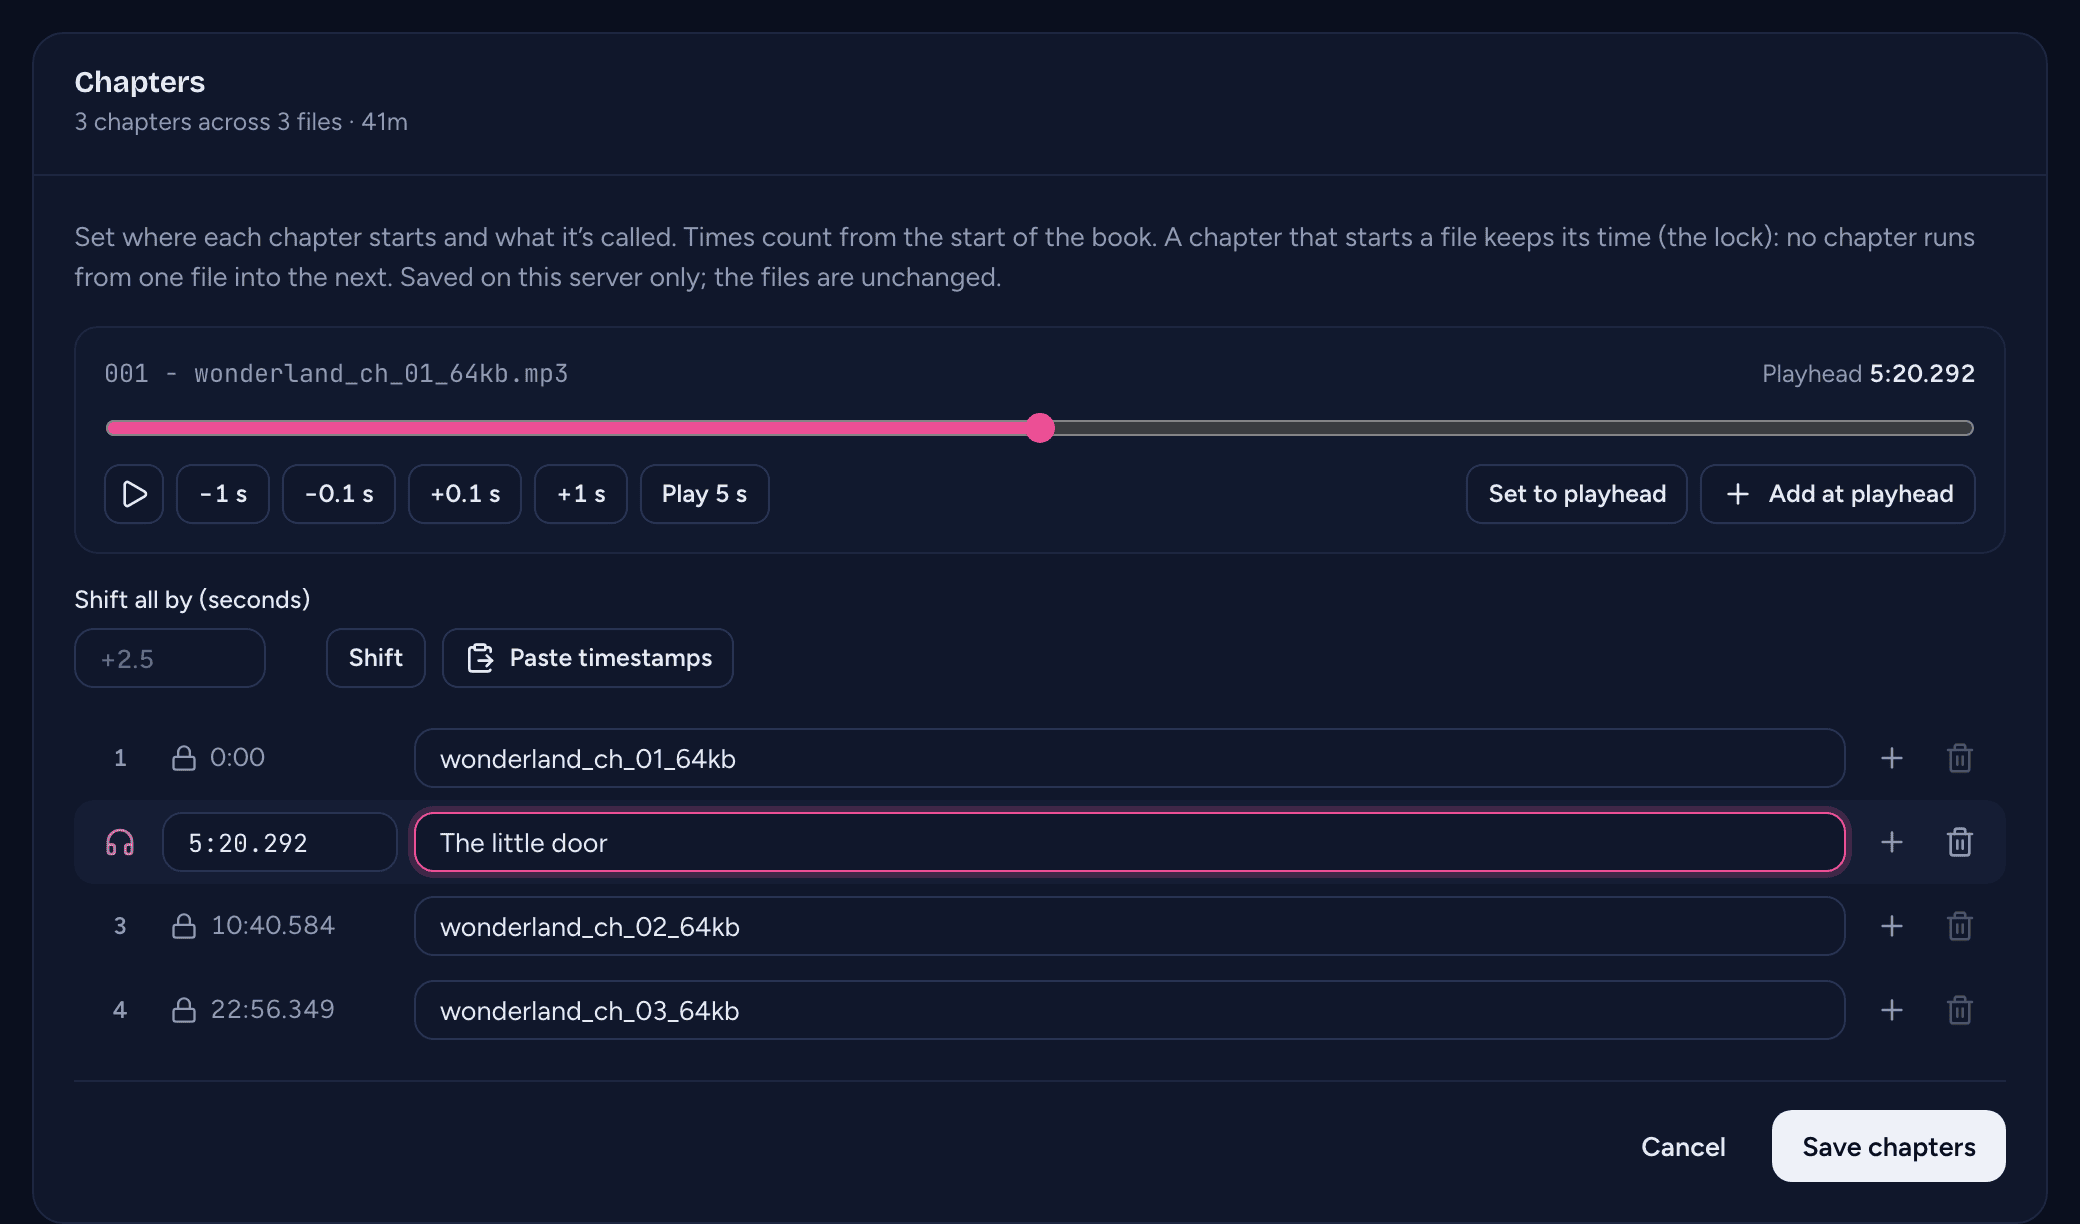 Chapters
3 chapters across 3 files · 41m
Set where each chapter starts and what it’s called. Times count from the start of the book. A chapter that starts a file keeps its time (the lock): no chapter runs
from one file into the next. Saved on this server only; the files are unchanged.
001 - wonderland_ch_01_64kb.mp3
Playhead 5:20.292
−1 s
−0.1 s
+0.1 s
+1 s
Play 5 s
Set to playhead
Add at playhead
Shift all by (seconds)
+2.5
Shift
Paste timestamps
1 0:00 wonderland_ch_01_64kb
5:20.292 The little door
3 10:40.584 wonderland_ch_02_64kb
4 22:56.349 wonderland_ch_03_64kb
Cancel
Save chapters